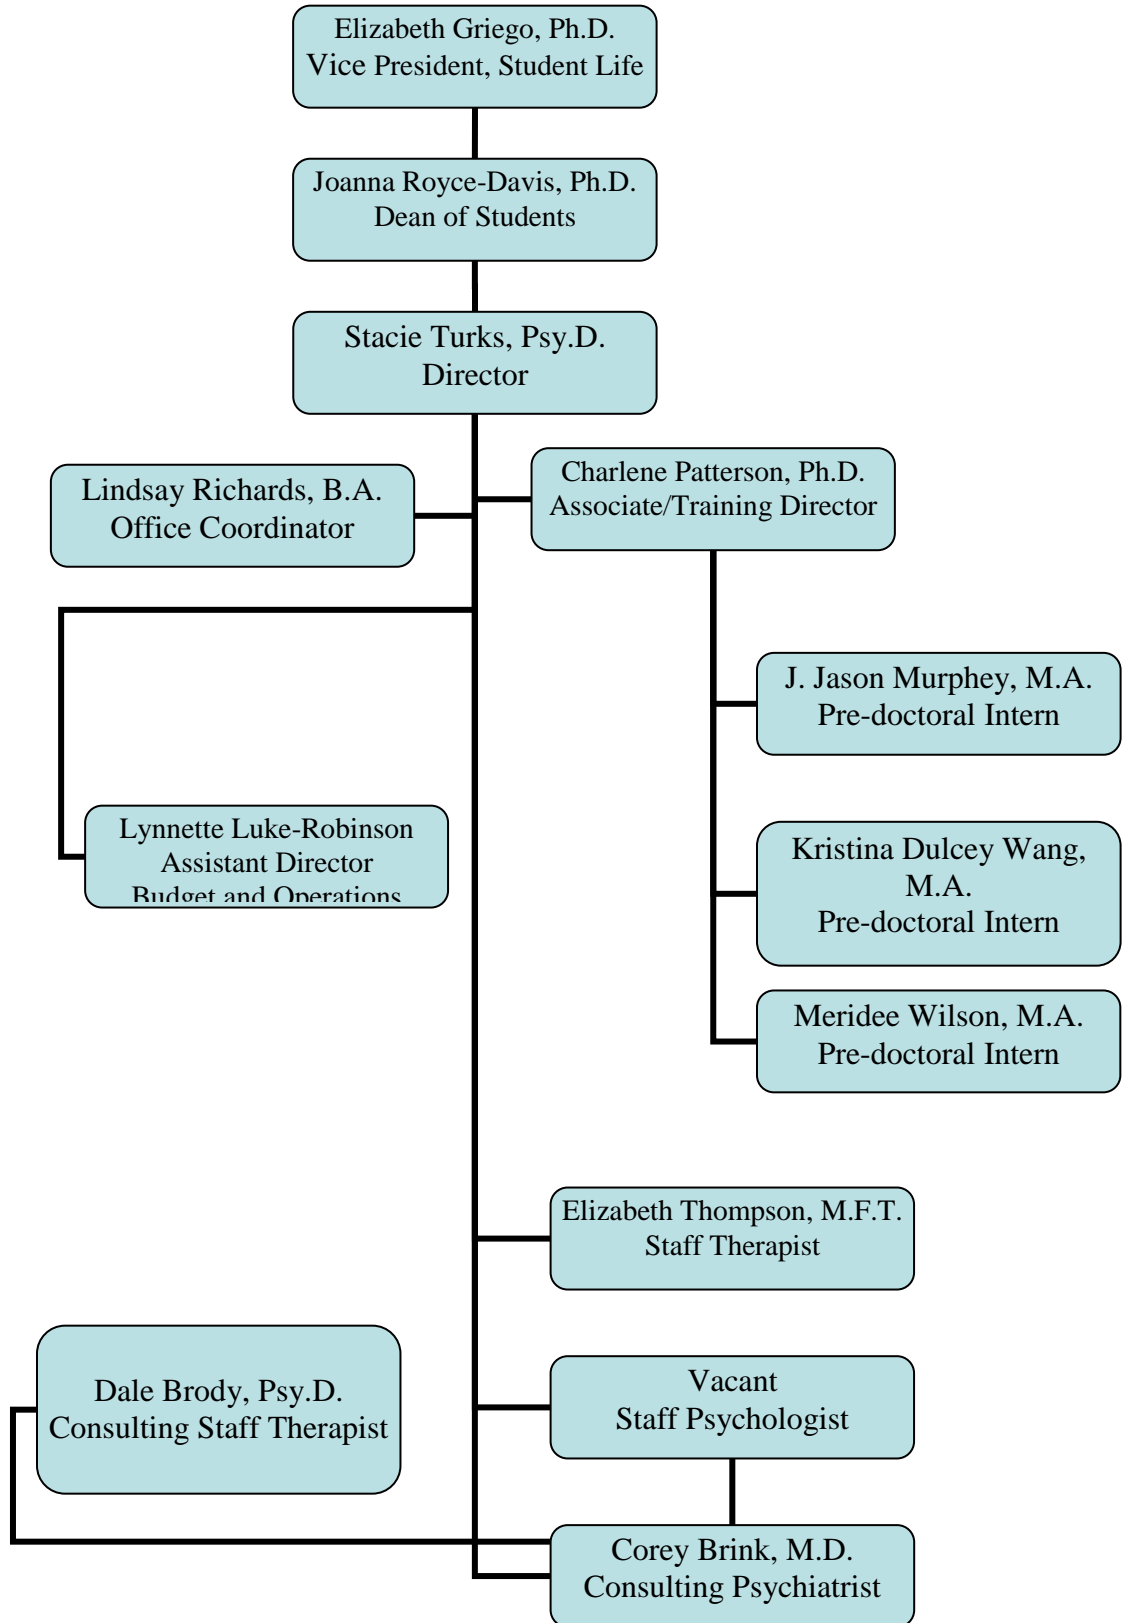 Elizabeth Griego, Ph.D.
Vice President, Student Life
Joanna Royce-Davis, Ph.D.
Dean of Students
Stacie Turks, Psy.D.
Director
Lindsay Richards, B.A.
Office Coordinator
Charlene Patterson, Ph.D.
Associate/Training Director
J. Jason Murphey, M.A.
Pre-doctoral Intern
Lynnette Luke-Robinson
Assistant Director
Budget and Operations
Kristina Dulcey Wang,
M.A.
Pre-doctoral Intern
Meridee Wilson, M.A.
Pre-doctoral Intern
Elizabeth Thompson, M.F.T.
Staff Therapist
Dale Brody, Psy.D.
Consulting Staff Therapist
Vacant
Staff Psychologist
Corey Brink, M.D.
Consulting Psychiatrist